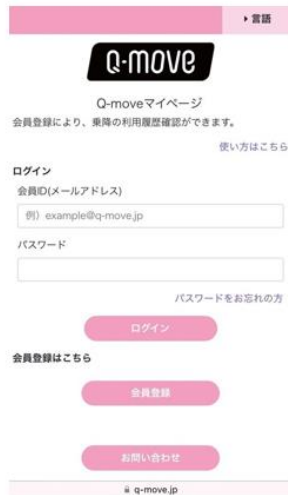 言語
Q-move
Q-moveマイページ
会員登録により、乗降の利用履歴確認ができます。
使い方はこちら
ログイン
会員ID(メールアドレス)
例）example@q-move.jp
パスワード
パスワードをお忘れの方
ログイン
会員登録はこちら
会員登録
お問い合わせ
q-move.jp